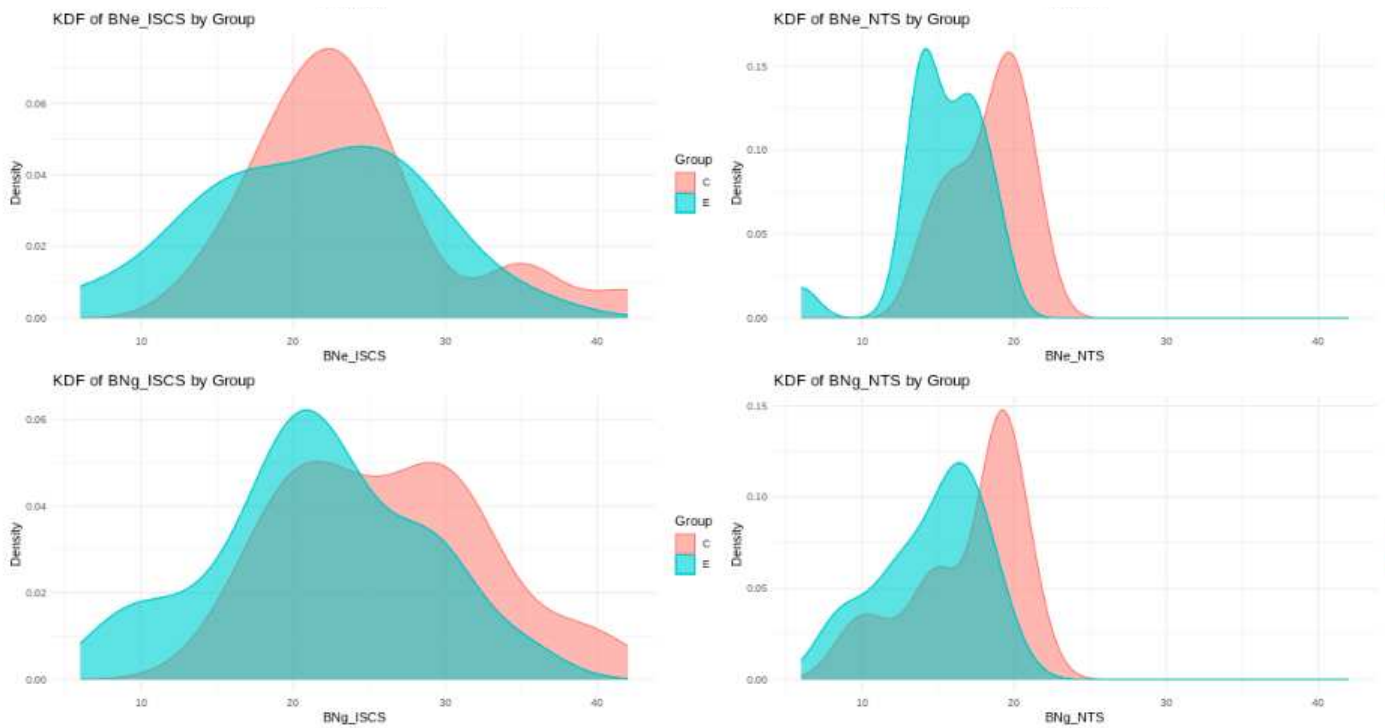 KDF of BNe_ISCS by Group
0.06
0.04
0.02
0.00
Density
10 20 30 40
BNe_ISCS
Group
C
E
KDF of BNe_NTS by Group
0.15
0.10
0.05
0.00
Density
10 20 30 40
BNe_NTS
KDF of BNg_ISCS by Group
0.06
0.04
0.02
0.00
Density
10 20 30 40
BNg_ISCS
Group
C
E
KDF of BNg_NTS by Group
0.15
0.10
0.05
0.00
Density
10 20 30 40
BNg_NTS